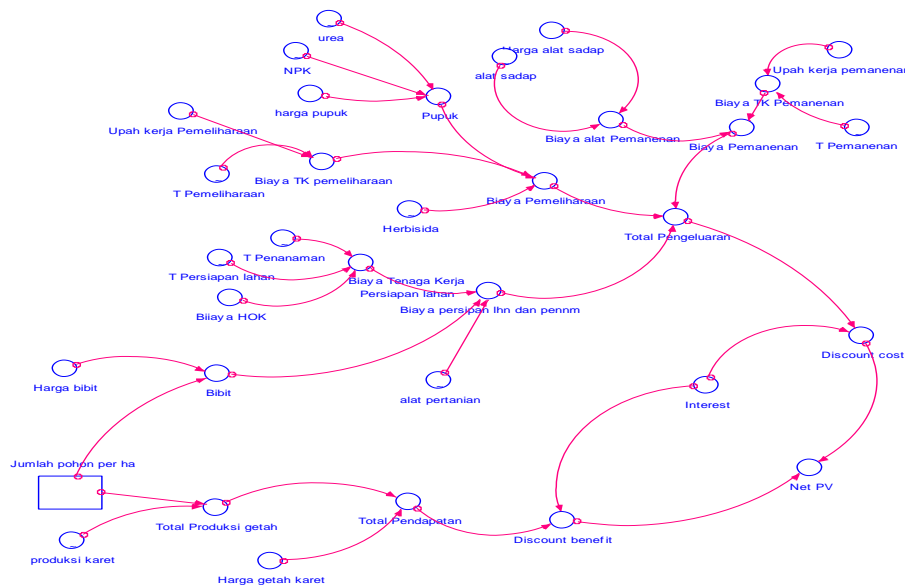 urea
Harga alat sadap
NPK
alat sadap
Upah kerja pemanenan
harga pupuk
Pupuk
Biaya TK Pemanenan
Upah kerja Pemeliharaan
Biaya alat Pemanenan
Biaya Pemanenan
T Pemanenan
T Pemeliharaan
Biaya TK pemeliharaan
Biaya Pemeliharaan
Herbisida
Total Pengeluaran
T Penanaman
T Persiapan lahan
Biaya Tenaga Kerja
Persiapan lahan
Biiaya HOK
Biaya persipan lhn dan pennm
Discount cost
Harga bibit
Bibit
alat pertanian
Interest
Jumlah pohon per ha
Net PV
Total Produksi getah
Total Pendapatan
Discount benefit
produksi karet
Harga getah karet